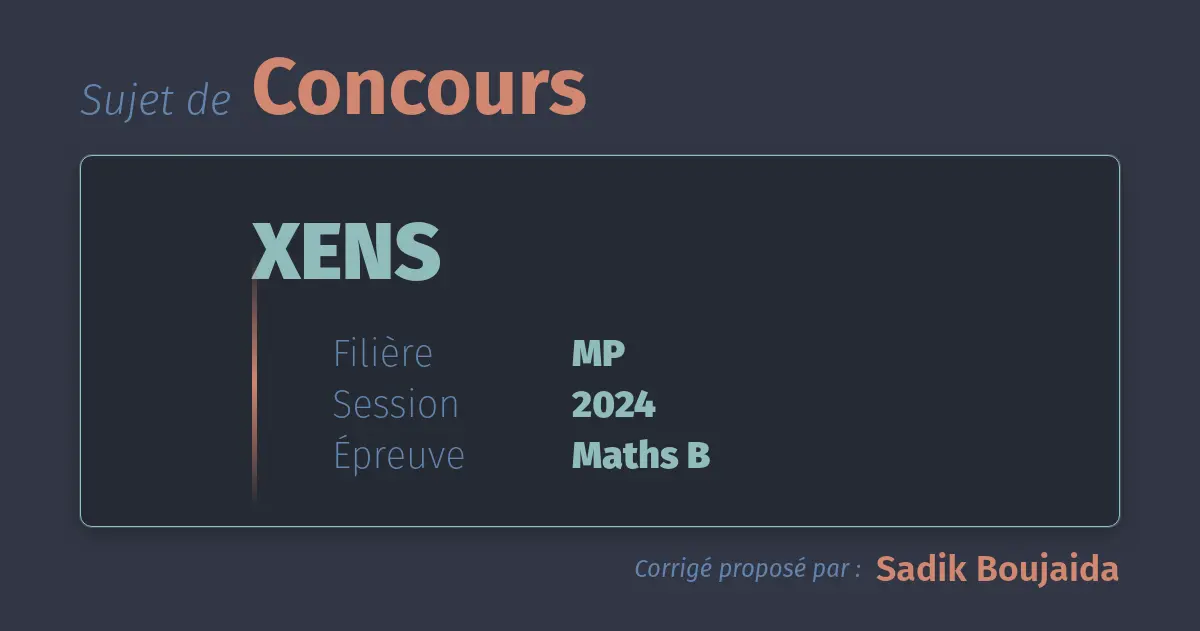 Sujet de Concours
XENS
Filière MP
Session 2024
Épreuve Maths B
Corrigé proposé par : Sadik Boujaida